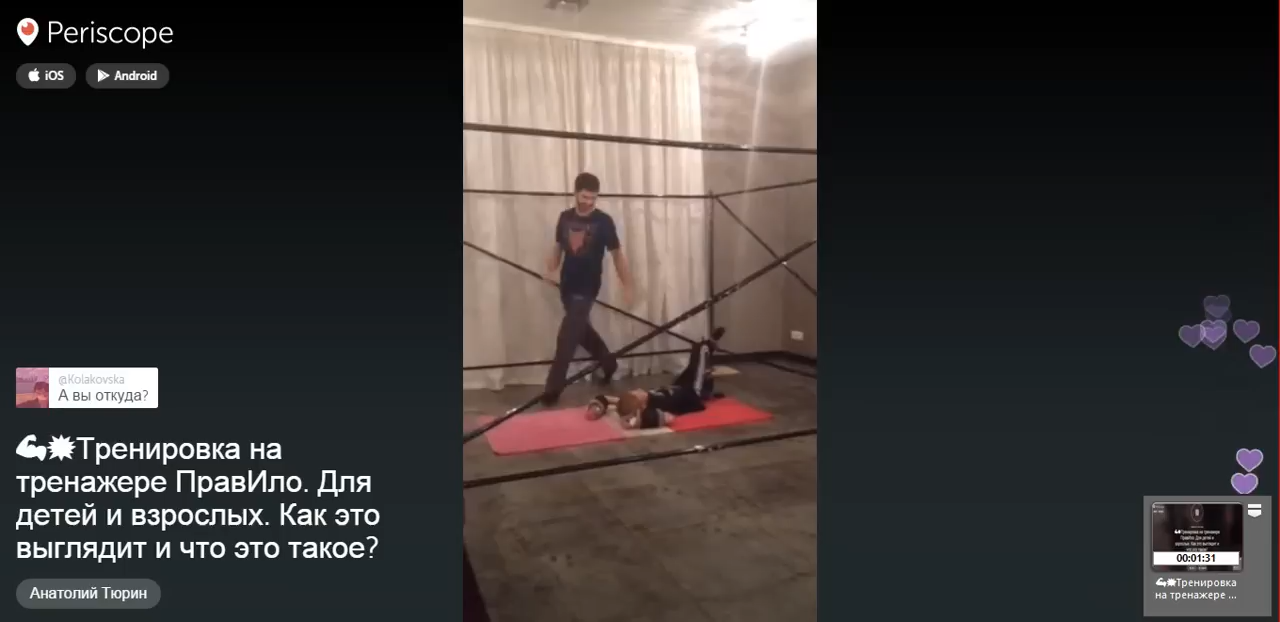 Periscope
iOS
Android
@Kolakovska
А вы откуда?
Тренировка на
тренажере ПравИло. Для
детей и взрослых. Как это
выглядит и что это такое?
Анатолий Тюрин
00:01:31
Тренировка
на тренажере ...